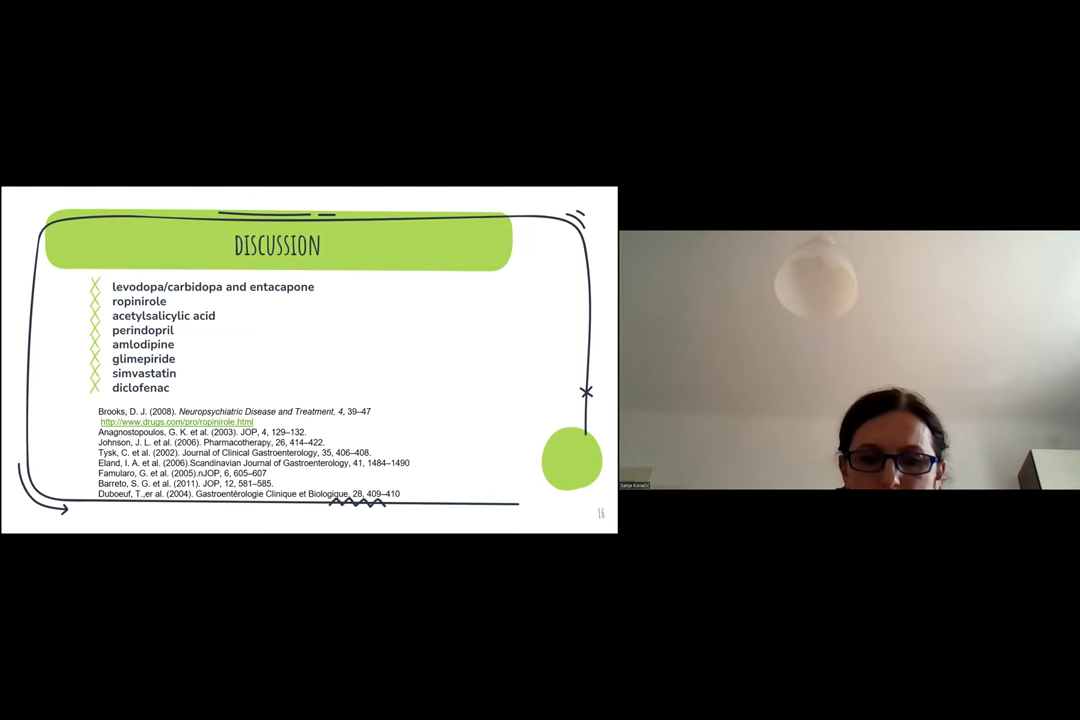 DISCUSSION
levodopa/carbidopa and entacapone
ropinirole
acetylsalicylic acid
perindopril
amlodipine
glimepiride
simvastatin
diclofenac
Brooks, D. J. (2008). Neuropsychiatric Disease and Treatment, 4, 39–47
http://www.drugs.com/pro/ropinirole.html
Anagnostopoulos, G. K. et al. (2003). JOP, 4, 129–132.
Johnson, J. L. et al. (2006). Pharmacotherapy, 26, 414–422.
Tysk, C. et al. (2002). Journal of Clinical Gastroenterology, 35, 406–408.
Eland, I. A. et al. (2006).Scandinavian Journal of Gastroenterology, 41, 1484–1490
Famularo, G. et al. (2005).nJOP, 6, 605–607
Barreto, S. G. et al. (2011). JOP, 12, 581–585.
Duboeuf, T.,er al. (2004). Gastroentérologie Clinique et Biologique, 28, 409–410
16
Sanja Kovačić